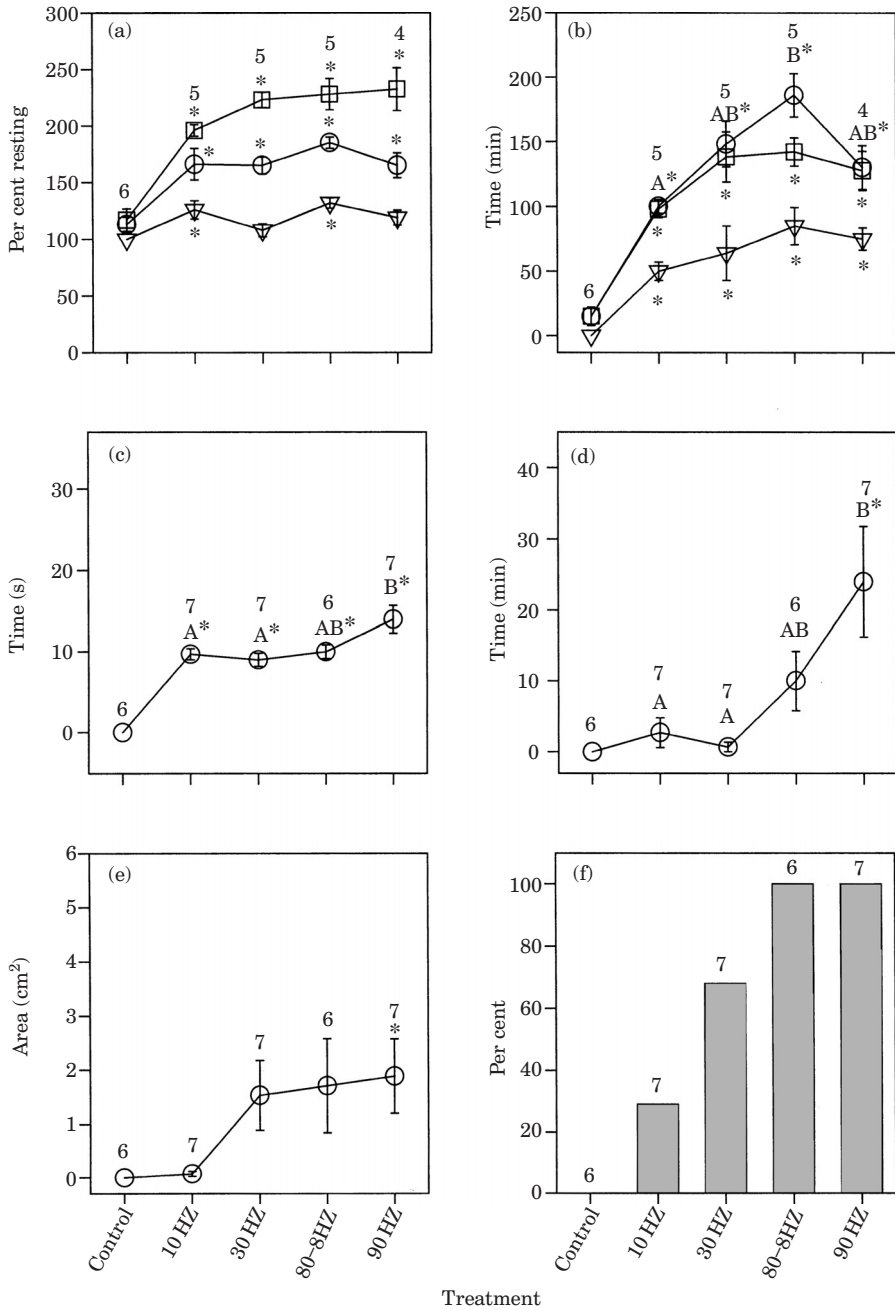 (a)
Per cent resting
300
250
200
150
100
50
0
6
5
*
*
5
*
*
5
*
*
4
*
*
*
*
(b)
Time (min)
250
200
150
100
50
0
6
5
A*
5
AB*
5
B*
4
AB*
*
*
*
*
*
*
*
*
(c)
Time (s)
30
20
10
0
6
7
A*
7
A*
6
AB*
7
B*
(d)
Time (min)
40
30
20
10
0
6
7
A
7
A
6
AB
7
B*
(e)
Area (cm2)
6
5
4
3
2
1
0
6
7
7
6
7
*
Control
10 HZ
30 HZ
80–8HZ
90 HZ
(f)
Per cent
100
80
60
40
20
0
6
7
7
6
7
Control
10 HZ
30 HZ
80–8HZ
90 HZ
Treatment